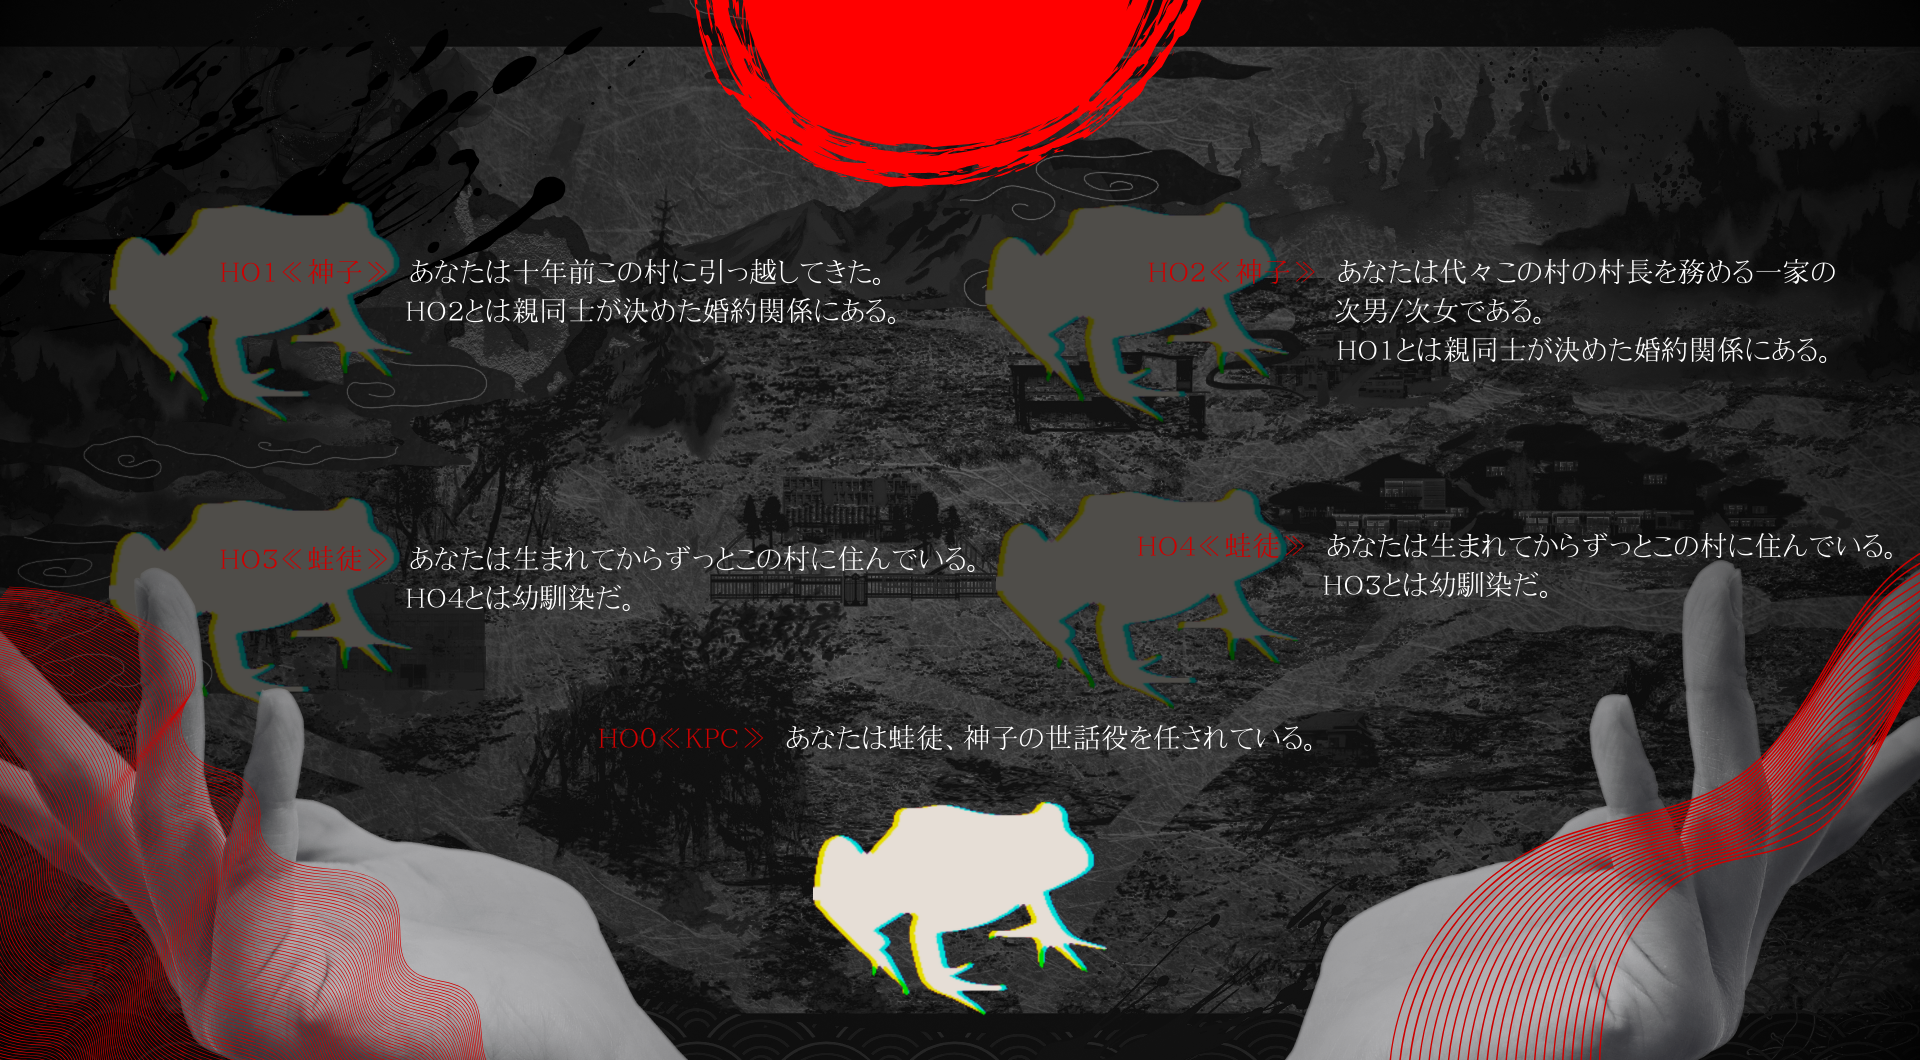 HO1≪神子≫ あなたは十年前この村に引っ越してきた。
HO2とは親同士が決めた婚約関係にある。
HO2≪神子≫ あなたは代々この村の村長を務める一家の
次男/次女である。
HO1とは親同士が決めた婚約関係にある。
HO3≪蛙徒≫ あなたは生まれてからずっとこの村に住んでいる。
HO4とは幼馴染だ。
HO4≪蛙徒≫ あなたは生まれてからずっとこの村に住んでいる。
HO3とは幼馴染だ。
HO0≪KPC≫ あなたは蛙徒、神子の世話役を任されている。